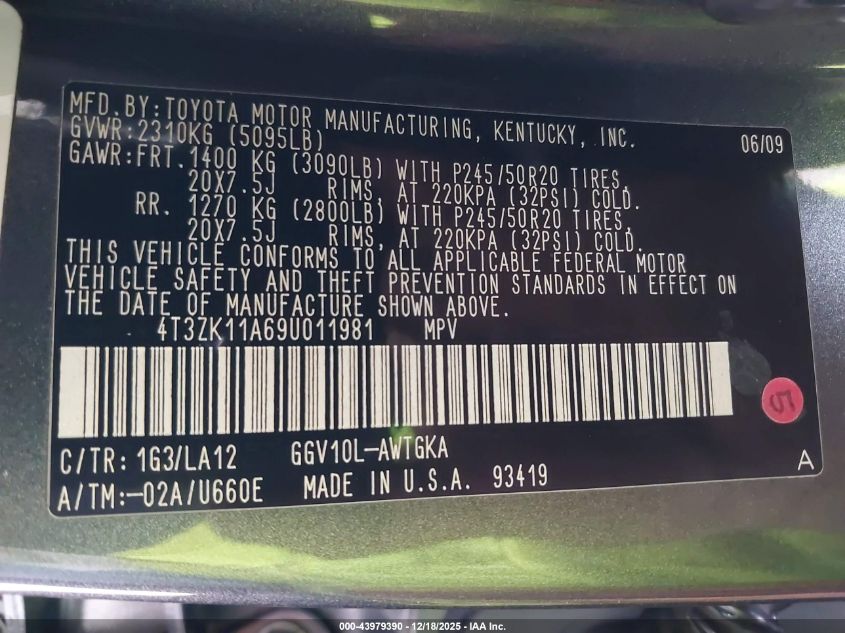 MFD. BY: TOYOTA MOTOR MANUFACTURING, KENTUCKY, INC. 06/09
GVWR: 2310KG (5095LB)
GAWR: FRT. 1400 KG (3090LB) WITH P245/50R20 TIRES,
20X7.5J RIMS, AT 220KPA (32PSI) COLD.
RR. 1270 KG (2800LB) WITH P245/50R20 TIRES,
20X7.5J RIMS, AT 220KPA (32PSI) COLD.
THIS VEHICLE CONFORMS TO ALL APPLICABLE FEDERAL MOTOR
VEHICLE SAFETY AND THEFT PREVENTION STANDARDS IN EFFECT ON
THE DATE OF MANUFACTURE SHOWN ABOVE.
4T3ZK11A69U011981 MPV
5
C/TR: 1G3/LA12 GGV10L-AWTGKA A
A/TM:-02A/U660E MADE IN U.S.A. 93419
000-43979390 - 12/18/2025 - IAA Inc.